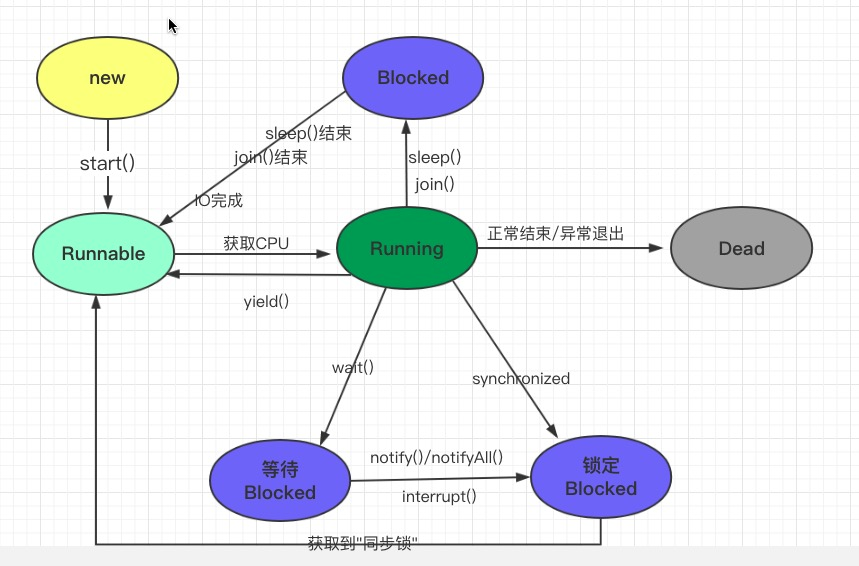 new
Blocked
start()
sleep()结束
join()结束
IO完成
sleep()
join()
Runnable
获取CPU
Running
正常结束/异常退出
Dead
yield()
wait()
synchronized
等待
Blocked
notify()/notifyAll()
interrupt()
锁定
Blocked
获取到"同步锁"